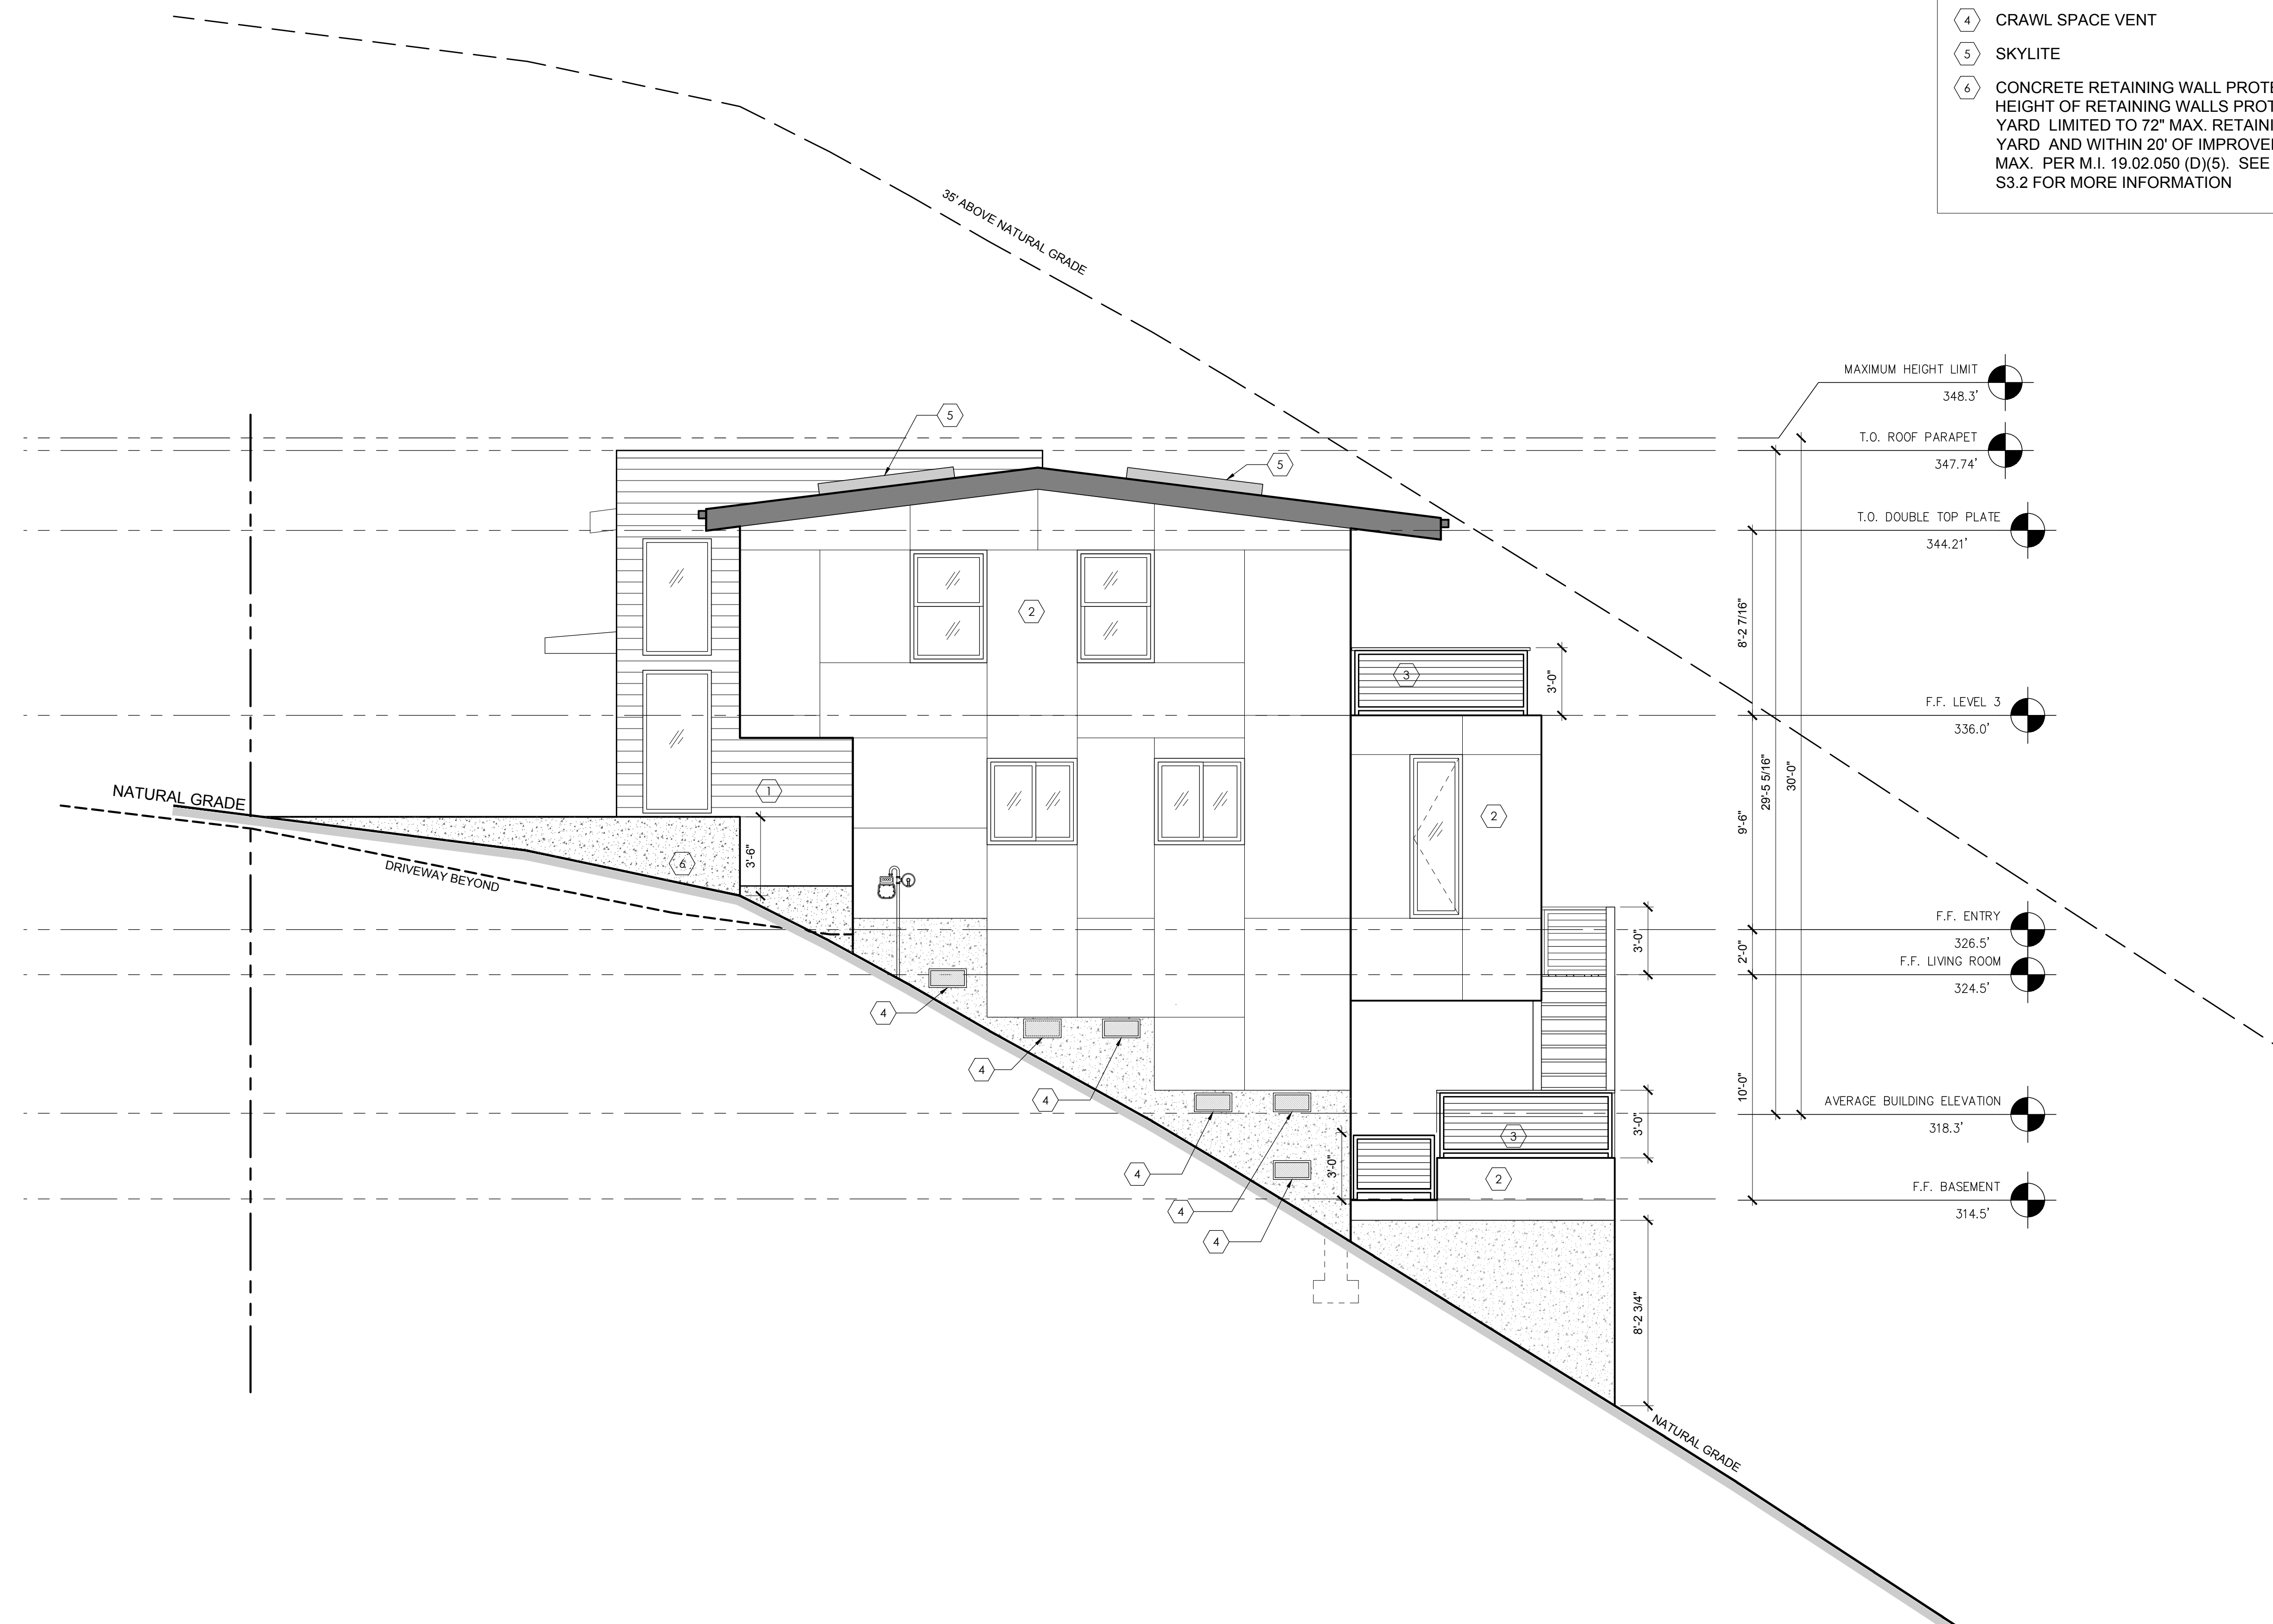 4 CRAWL SPACE VENT
5 SKYLITE
6 CONCRETE RETAINING WALL PROTE
HEIGHT OF RETAINING WALLS PROT
YARD LIMITED TO 72" MAX. RETAINI
YARD AND WITHIN 20' OF IMPROVE
MAX. PER M.I. 19.02.050 (D)(5). SEE
S3.2 FOR MORE INFORMATION
35' ABOVE NATURAL GRADE
MAXIMUM HEIGHT LIMIT
348.3'
T.O. ROOF PARAPET
347.74'
T.O. DOUBLE TOP PLATE
344.21'
F.F. LEVEL 3
336.0'
F.F. ENTRY
326.5'
F.F. LIVING ROOM
324.5'
AVERAGE BUILDING ELEVATION
318.3'
F.F. BASEMENT
314.5'
8'-2 7/16"
9'-6"
2'-0"
10'-0"
29'-5 5/16"
30'-0"
5
5
2
3
3'-0"
1
2
NATURAL GRADE
DRIVEWAY BEYOND
6
3'-6"
3'-0"
4
4
4
4
4
4
3'-0"
3
3'-0"
2
8'-2 3/4"
NATURAL GRADE